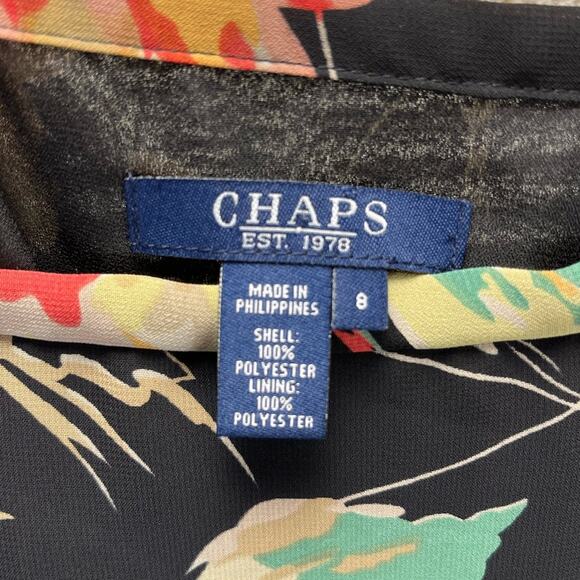 CHAPS
EST. 1978
MADE IN
PHILIPPINES
8
SHELL:
100%
POLYESTER
LINING:
100%
POLYESTER